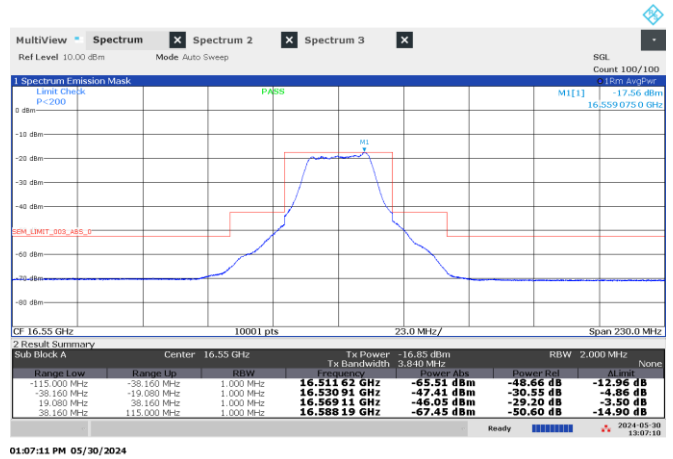 MultiView Spectrum X Spectrum 2 X Spectrum 3 X
Ref Level 10.00 dBm Mode Auto Sweep SGL
Count 100/100
1 Spectrum Emission Mask 1Rm AvgPwr
Limit Check PASS M1[1] -17.56 dBm
P<200 16.5590750 GHz
0 dBm
-10 dBm
M1
-20 dBm
-30 dBm
-40 dBm
SEM_LIMIT_003_ABS_0
-60 dBm
-70 dBm
-80 dBm
CF 16.55 GHz 10001 pts 23.0 MHz/ Span 230.0 MHz
2 Result Summary
Sub Block A Center 16.55 GHz Tx Power -16.85 dBm RBW 2.000 MHz
Tx Bandwidth 3.840 MHz None
Range Low Range Up RBW Frequency Power Abs Power Rel ΔLimit
-115.000 MHz -38.160 MHz 1.000 MHz 16.511 62 GHz -65.51 dBm -48.66 dB -12.96 dB
-38.160 MHz -19.080 MHz 1.000 MHz 16.530 91 GHz -47.41 dBm -30.55 dB -4.86 dB
19.080 MHz 38.160 MHz 1.000 MHz 16.569 11 GHz -46.05 dBm -29.20 dB -3.50 dB
38.160 MHz 115.000 MHz 1.000 MHz 16.588 19 GHz -67.45 dBm -50.60 dB -14.90 dB
Ready 2024-05-30
13:07:10
01:07:11 PM 05/30/2024